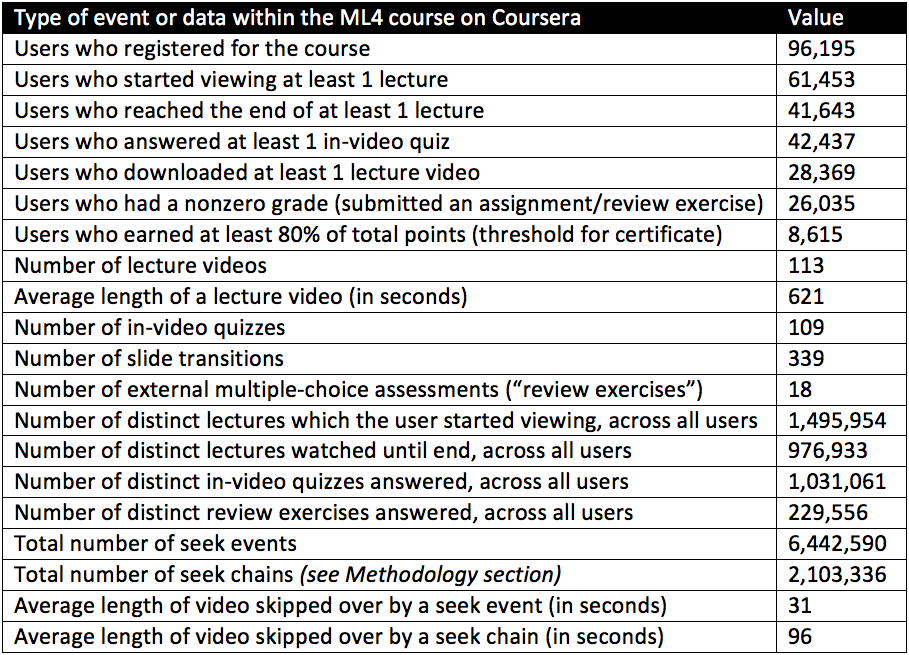 Type of event or data within the ML4 course on Coursera Value
Users who registered for the course 96,195
Users who started viewing at least 1 lecture 61,453
Users who reached the end of at least 1 lecture 41,643
Users who answered at least 1 in-video quiz 42,437
Users who downloaded at least 1 lecture video 28,369
Users who had a nonzero grade (submitted an assignment/review exercise) 26,035
Users who earned at least 80% of total points (threshold for certificate) 8,615
Number of lecture videos 113
Average length of a lecture video (in seconds) 621
Number of in-video quizzes 109
Number of slide transitions 339
Number of external multiple-choice assessments (“review exercises”) 18
Number of distinct lectures which the user started viewing, across all users 1,495,954
Number of distinct lectures watched until end, across all users 976,933
Number of distinct in-video quizzes answered, across all users 1,031,061
Number of distinct review exercises answered, across all users 229,556
Total number of seek events 6,442,590
Total number of seek chains (see Methodology section) 2,103,336
Average length of video skipped over by a seek event (in seconds) 31
Average length of video skipped over by a seek chain (in seconds) 96